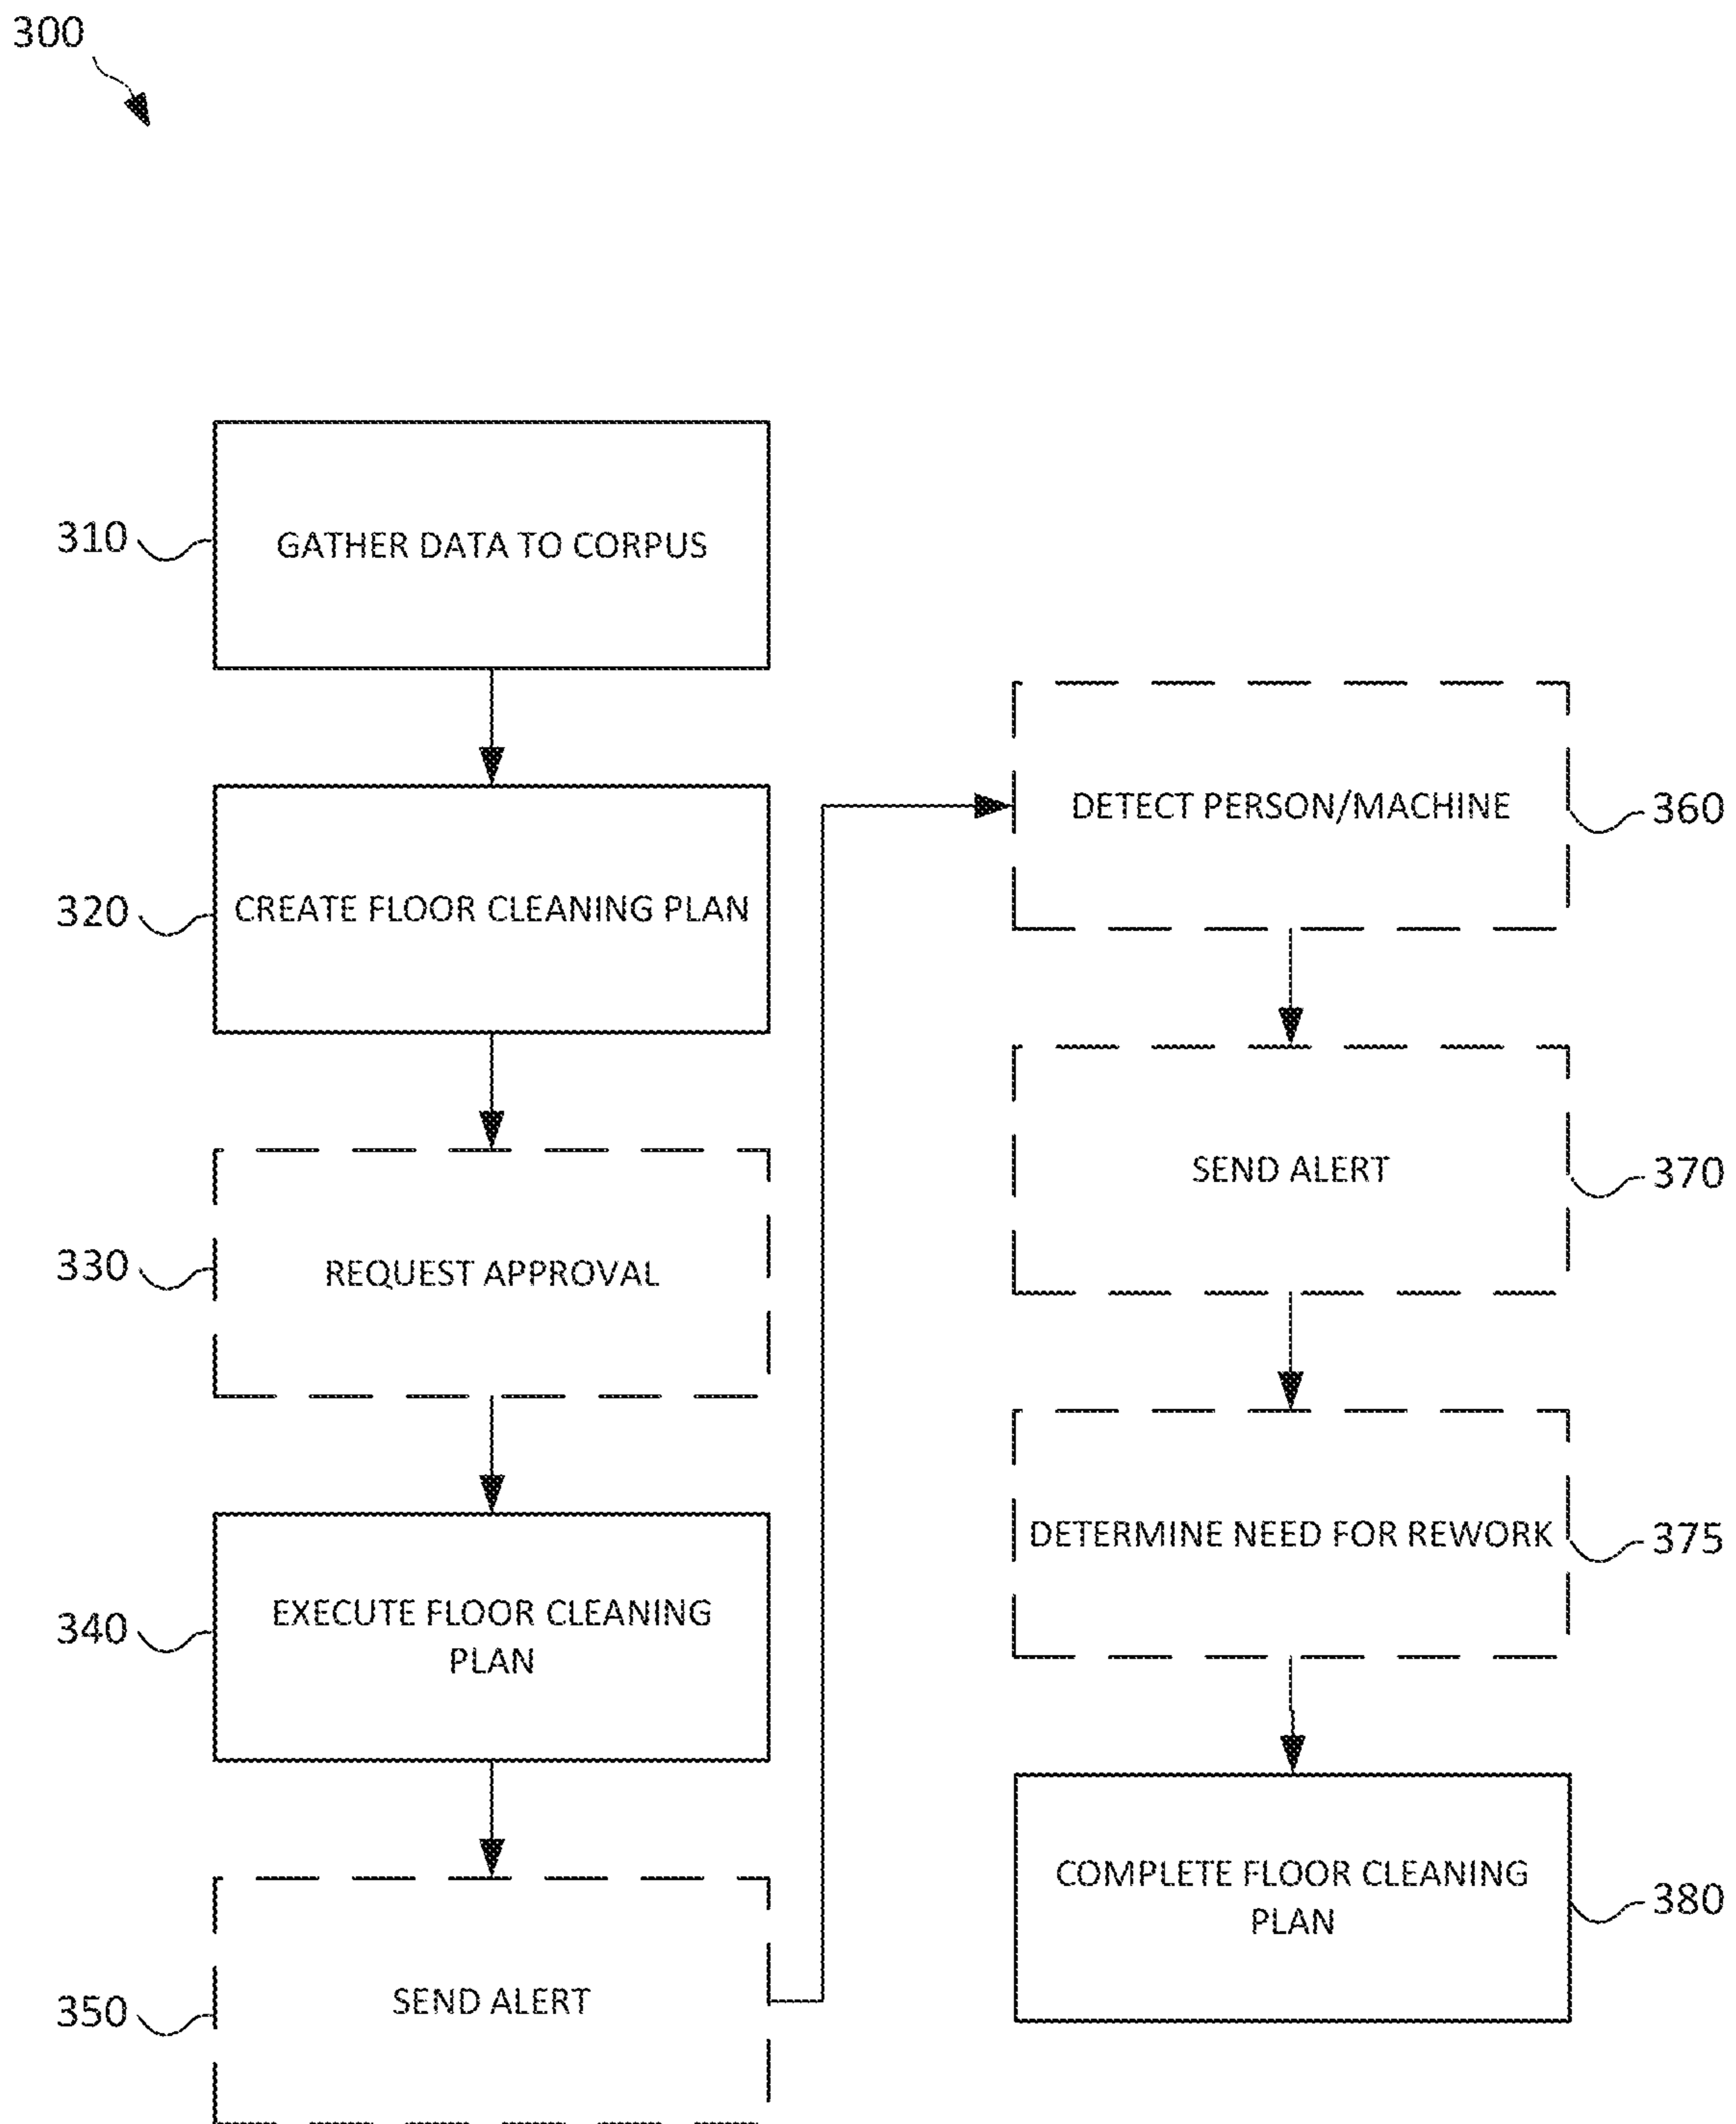 300
310
GATHER DATA TO CORPUS
320
CREATE FLOOR CLEANING PLAN
330
REQUEST APPROVAL
340
EXECUTE FLOOR CLEANING
PLAN
350
SEND ALERT
DETECT PERSON/MACHINE
360
SEND ALERT
370
DETERMINE NEED FOR REWORK
375
COMPLETE FLOOR CLEANING
PLAN
380